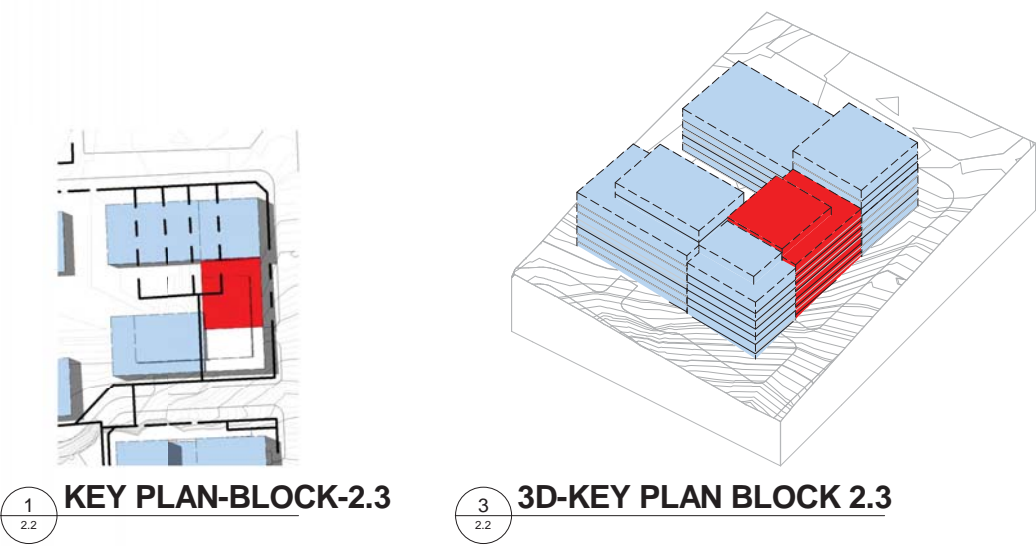 1
2.2
KEY PLAN-BLOCK-2.3
3
2.2
3D-KEY PLAN BLOCK 2.3